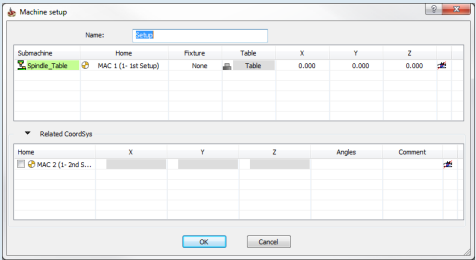 Machine setup
Name: Setup
Submachine Home Fixture Table X Y Z
Spindle_Table MAC 1 (1- 1st Setup) None Table 0.000 0.000 0.000
Related CoordSys
Home X Y Z Angles Comment
MAC 2 (1- 2nd S...
OK Cancel